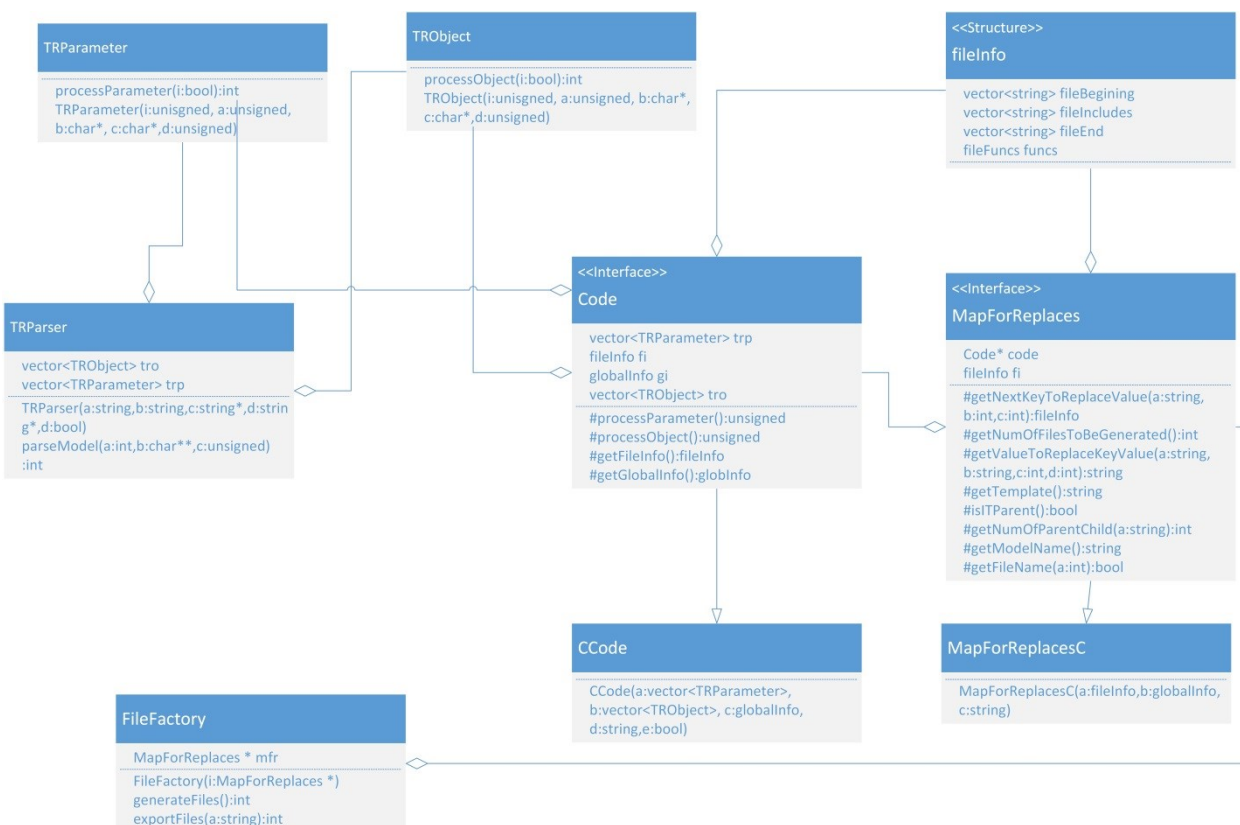 TRParameter
processParameter(i:bool):int
TRParameter(i:unisgned, a:unsigned,
b:char*, c:char*,d:unsigned)
TRObject
processObject(i:bool):int
TRObject(i:unisgned, a:unsigned, b:char*,
c:char*,d:unsigned)
<<Structure>>
fileInfo
vector<string> fileBegining
vector<string> fileIncludes
vector<string> fileEnd
fileFuncs funcs
TRParser
vector<TRObject> tro
vector<TRParameter> trp
TRParser(a:string,b:string,c:string*,d:strin
g*,d:bool)
parseModel(a:int,b:char**,c:unsigned)
:int
<<Interface>>
Code
vector<TRParameter> trp
fileInfo fi
globalInfo gi
vector<TRObject> tro
#processParameter():unsigned
#processObject():unsigned
#getFileInfo():fileInfo
#getGlobalInfo():globInfo
<<Interface>>
MapForReplaces
Code* code
fileInfo fi
#getNextKeyToReplaceValue(a:string,
b:int,c:int):fileInfo
#getNumOfFilesToBeGenerated():int
#getValueToReplaceKeyValue(a:string,
b:string,c:int,d:int):string
#getTemplate():string
#isITParent():bool
#getNumOfParentChild(a:string):int
#getModelName():string
#getFileName(a:int):bool
CCode
CCode(a:vector<TRParameter>,
b:vector<TRObject>, c:globalInfo,
d:string,e:bool)
MapForReplacesC
MapForReplacesC(a:fileInfo,b:globalInfo,
c:string)
FileFactory
MapForReplaces * mfr
FileFactory(i:MapForReplaces *)
generateFiles():int
exportFiles(a:string):int